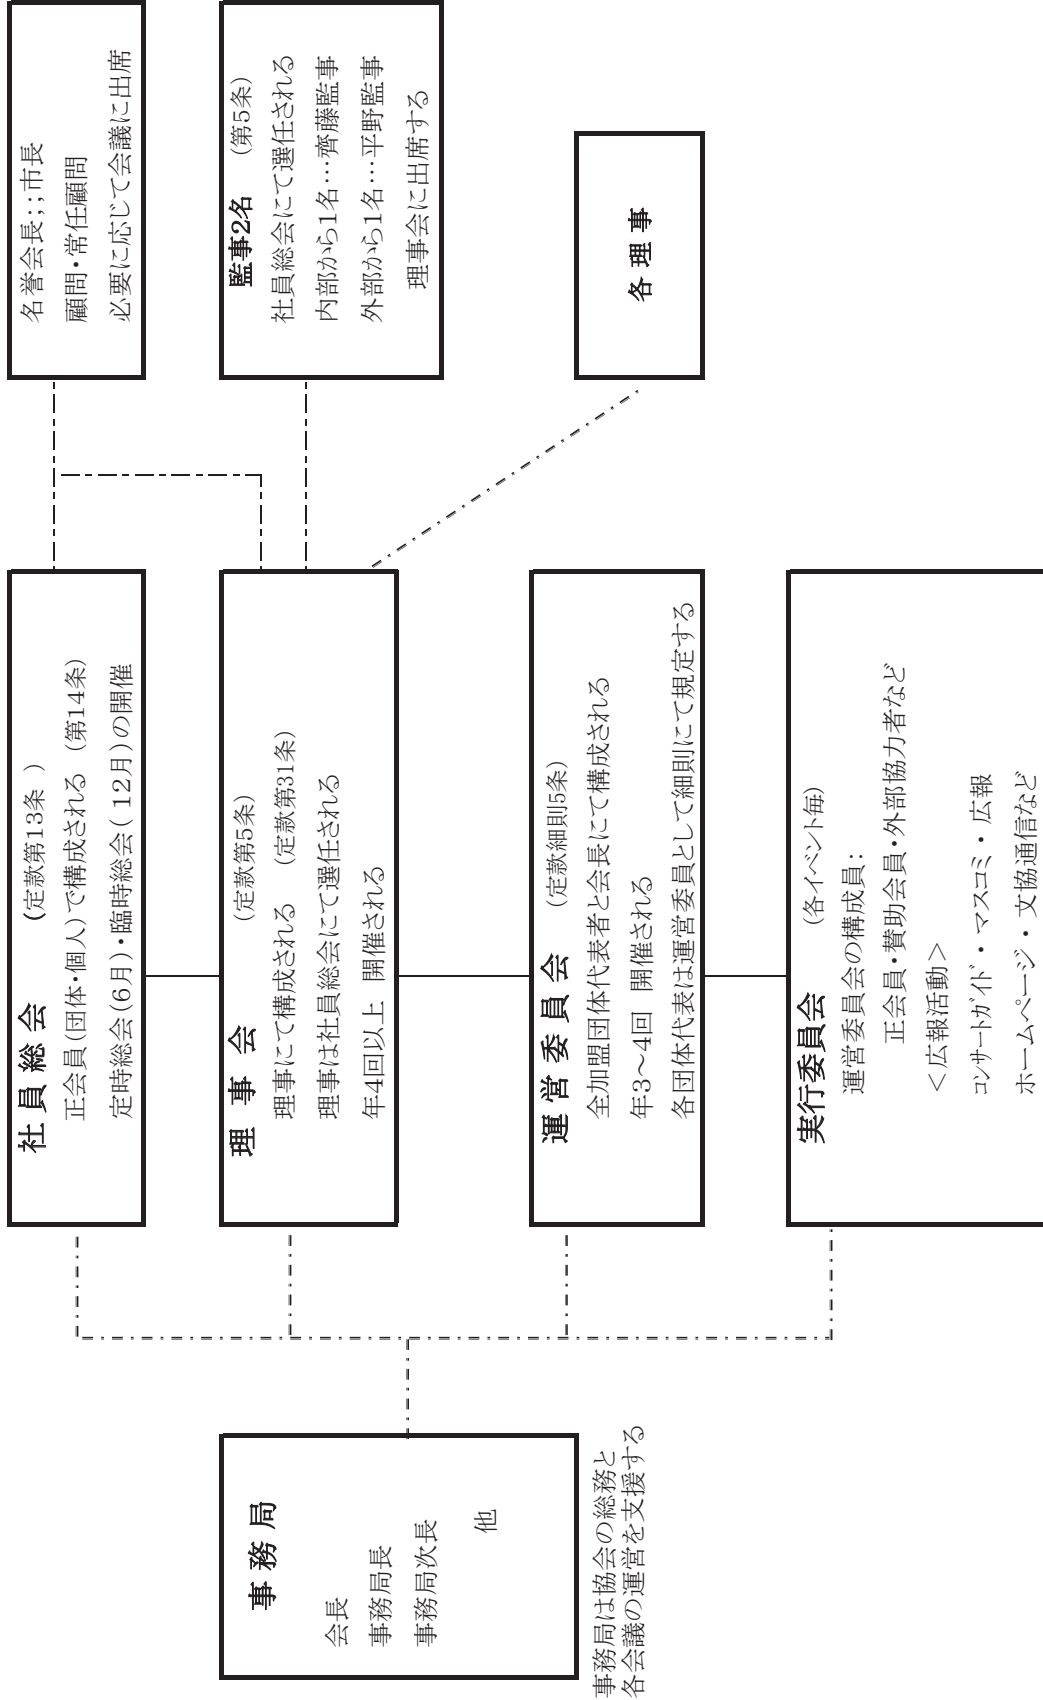 事 務 局
会長
事務局長
事務局次長
他
事務局は協会の総務と
各会議の運営を支援する
社 員 総 会 (定款第13条 )
正会員(団体・個人)で構成される (第14条)
定時総会(6月)・臨時総会(12月)の開催
理 事 会 (定款第5条)
理事にて構成される (定款第31条)
理事は社員総会にて選任される
年4回以上 開催される
運 営 委 員 会 (定款細則5条)
全加盟団体代表者と会長にて構成される
年3～4回 開催される
各団体代表は運営委員として細則にて規定する
実行委員会 (各イベント毎)
運営委員会の構成員:
正会員・賛助会員・外部協力者など
＜広報活動＞
コンサートガイド・マスコミ・広報
ホームページ・文協通信など
名誉会長;;市長
顧問・常任顧問
必要に応じて会議に出席
監事2名 (第5条)
社員総会にて選任される
内部から1名…齊藤監事
外部から1名…平野監事
理事会に出席する
各 理 事